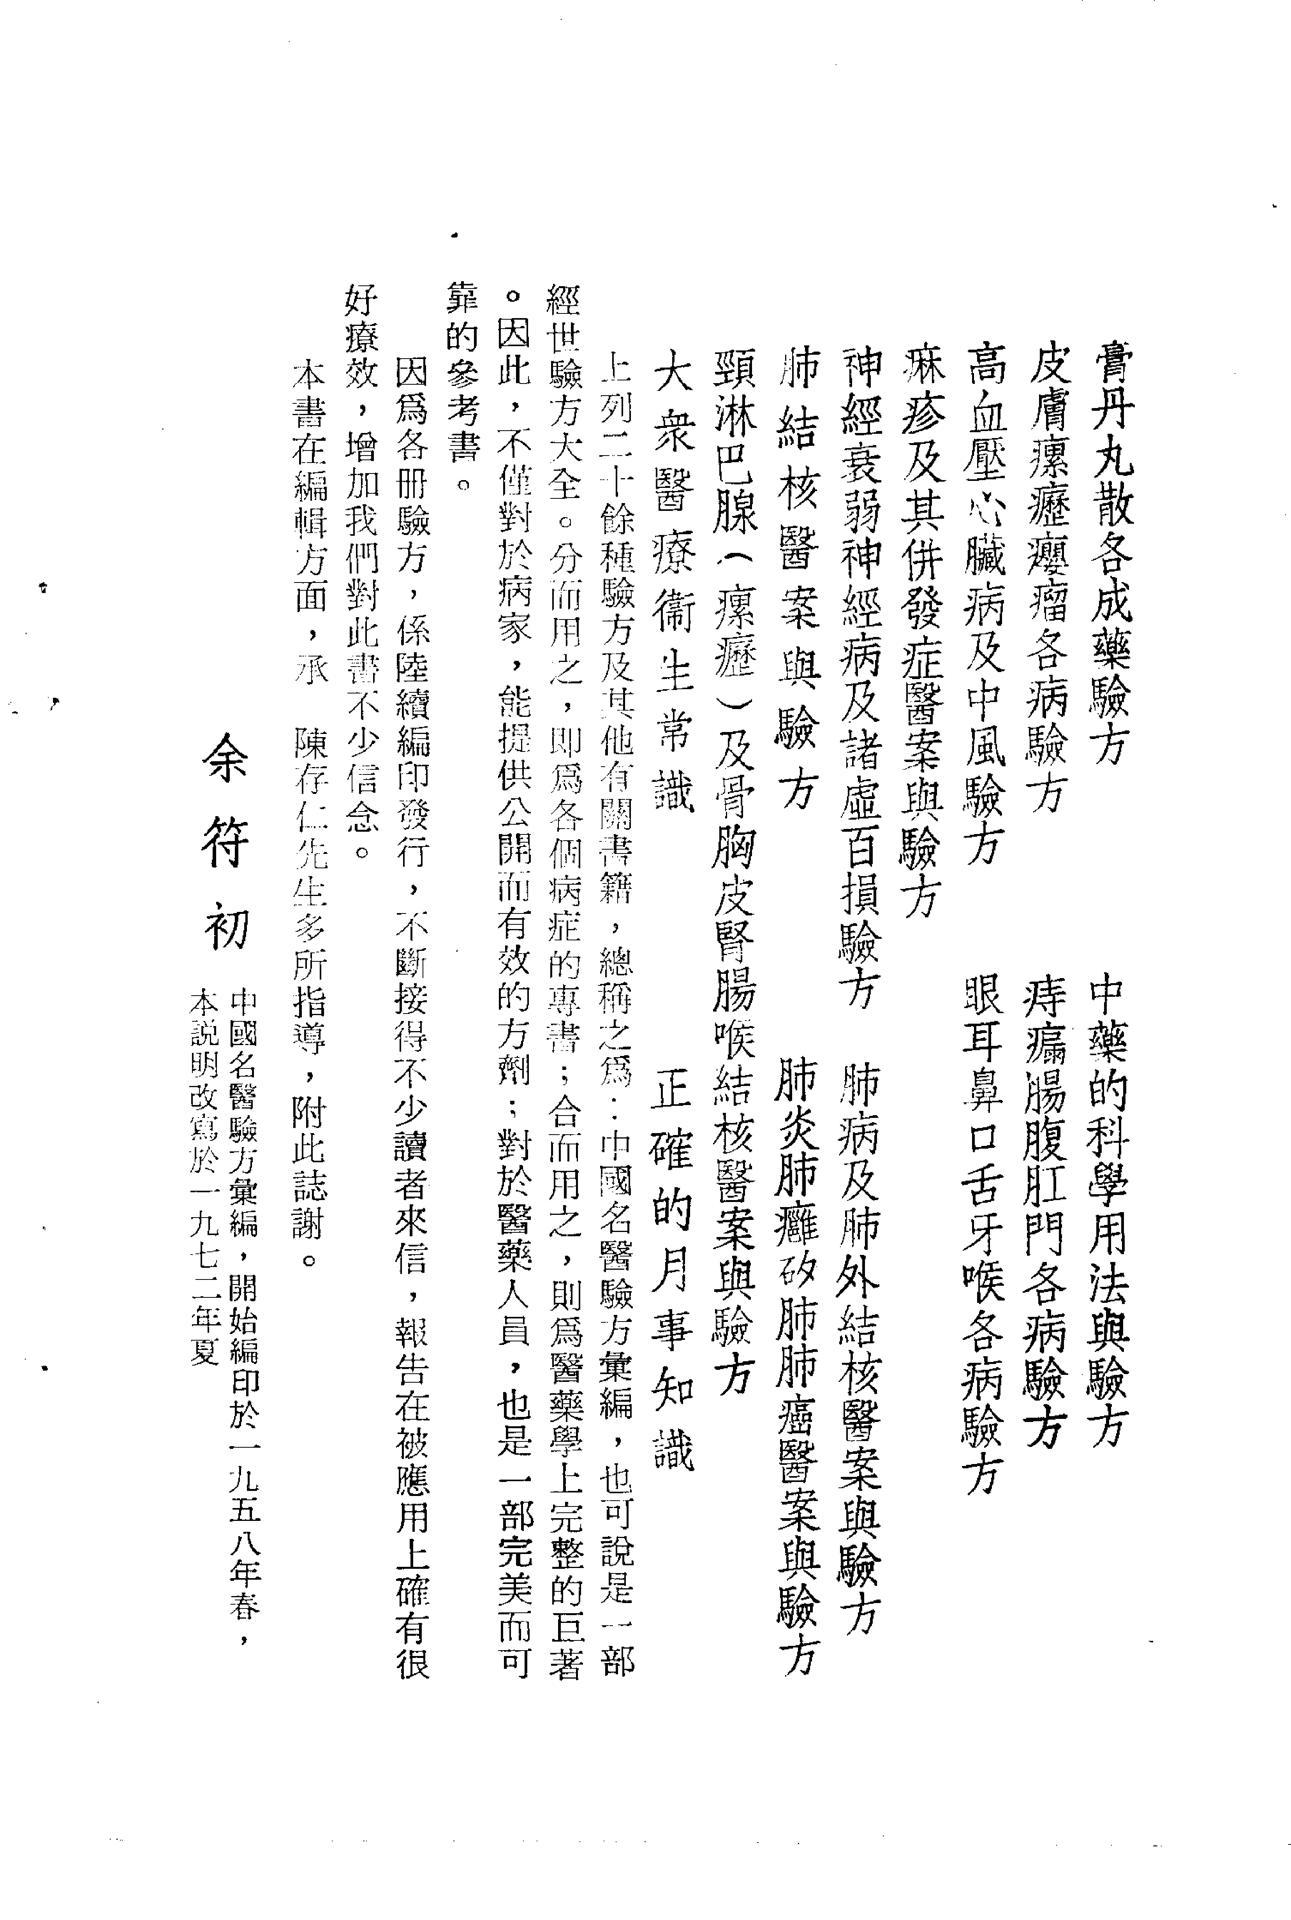 膏丹丸散各成藥驗方　中藥的科學用法與驗方
皮膚瘰癧癭瘤各病驗方　痔瘺腸腹肛門各病驗方
高血壓心臟病及中風驗方　眼耳鼻口舌牙喉各病驗方
痳疹及其併發症醫案與驗方
神經衰弱神經病及諸虛百損驗方　肺病及肺外結核醫案與驗方
肺結核醫案與驗方　肺炎肺癰矽肺肺癌醫案與驗方
頸淋巴腺（瘰癧）及骨胸皮腎腸喉結核醫案與驗方
大衆醫療衞生常識　正確的月事知識
上列二十餘種驗方及其他有關書籍，總稱之爲：中國名醫驗方彙編，也可說是一部
經世驗方大全。分而用之，即爲各個病症的專書；合而用之，則爲醫藥學上完整的巨著
。因此，不僅對於病家，能提供公開而有效的方劑；對於醫藥人員，也是一部完美而可
靠的參考書。
因爲各冊驗方，係陸續編印發行，不斷接得不少讀者來信，報告在被應用上確有很
好療效，增加我們對此書不少信念。
本書在編輯方面，承　陳存仁先生多所指導，附此誌謝。
余符初
中國名醫驗方彙編，開始編印於一九五八年春，
本說明改寫於一九七二年夏